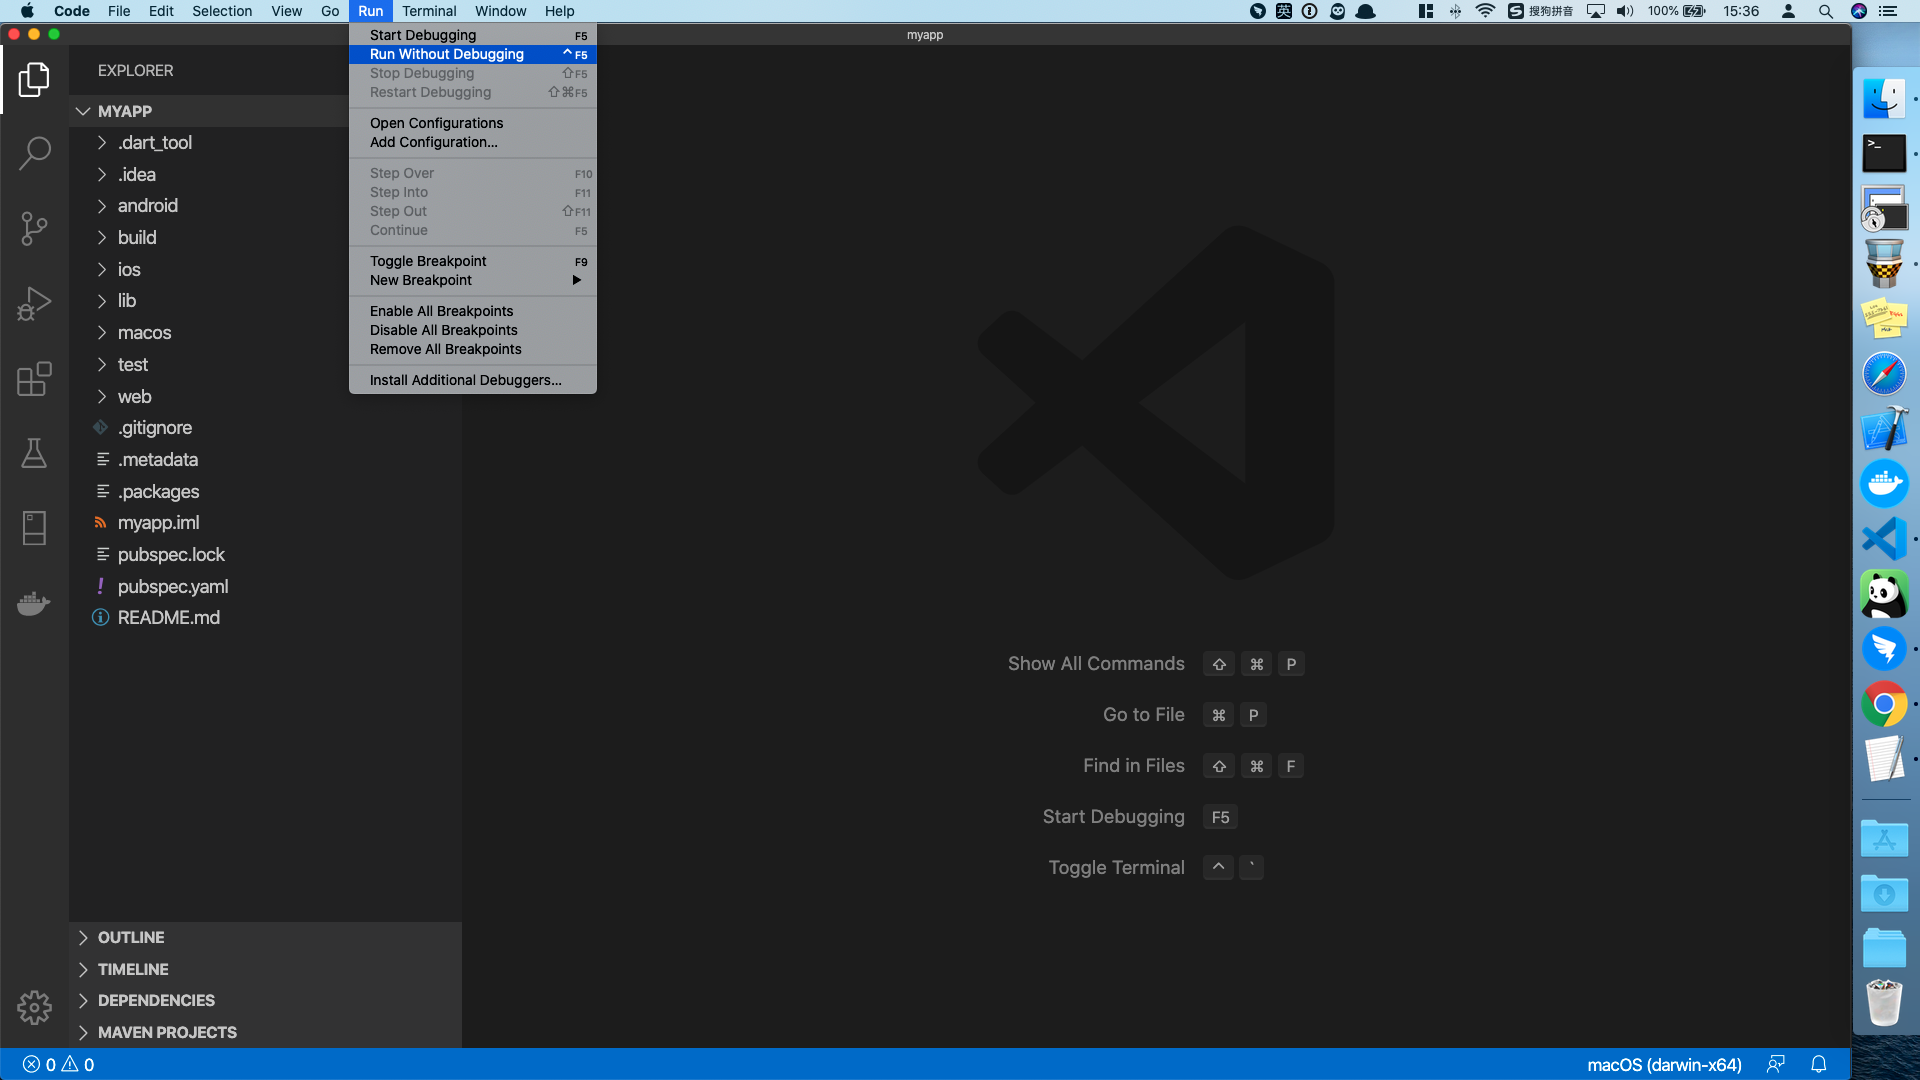 Code File Edit Selection View Go Run Terminal Window Help 英 搜狗拼音 100% 15:36
myapp
EXPLORER
MYAPP
.dart_tool
.idea
android
build
ios
lib
macos
test
web
.gitignore
.metadata
.packages
myapp.iml
pubspec.lock
pubspec.yaml
README.md
OUTLINE
TIMELINE
DEPENDENCIES
MAVEN PROJECTS
Start Debugging F5
Run Without Debugging ^ F5
Stop Debugging ⇧F5
Restart Debugging ⇧⌘F5
Open Configurations
Add Configuration...
Step Over F10
Step Into F11
Step Out ⇧F11
Continue F5
Toggle Breakpoint F9
New Breakpoint
Enable All Breakpoints
Disable All Breakpoints
Remove All Breakpoints
Install Additional Debuggers...
Show All Commands ⇧ ⌘ P
Go to File ⌘ P
Find in Files ⇧ ⌘ F
Start Debugging F5
Toggle Terminal ^ `
0 0
macOS (darwin-x64)